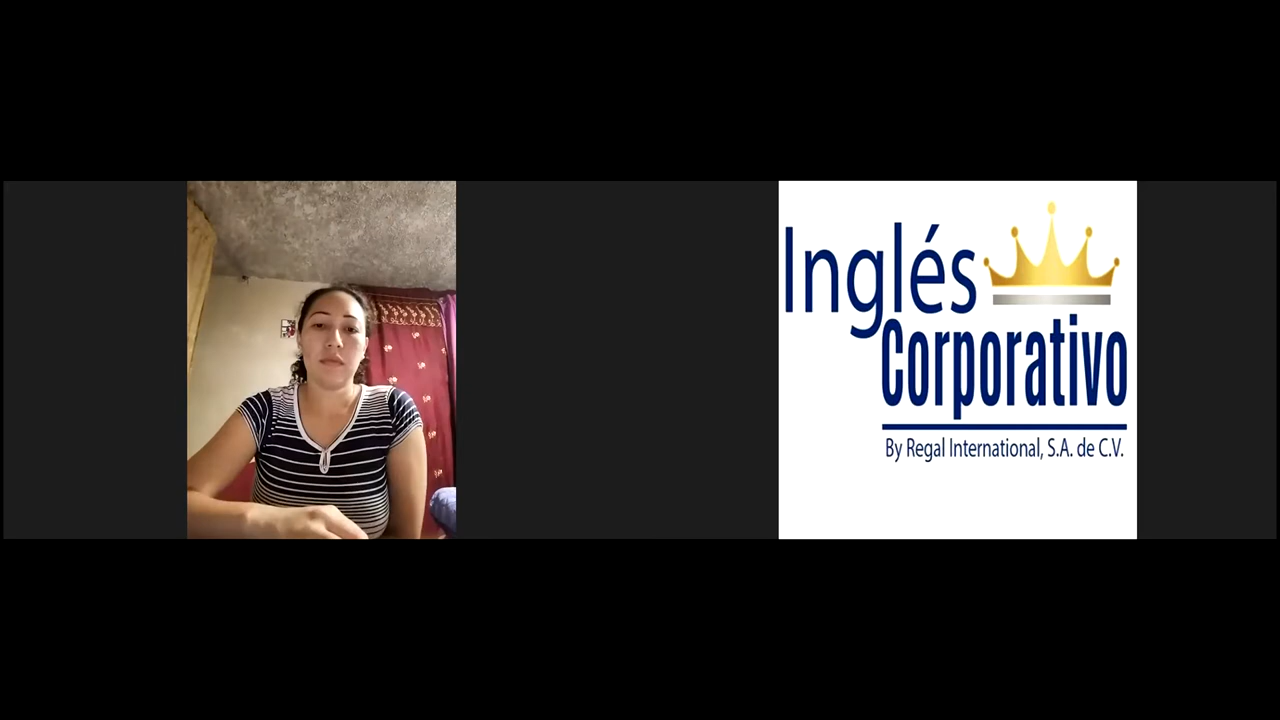 Inglés
Corporativo
By Regal International, S.A. de C.V.